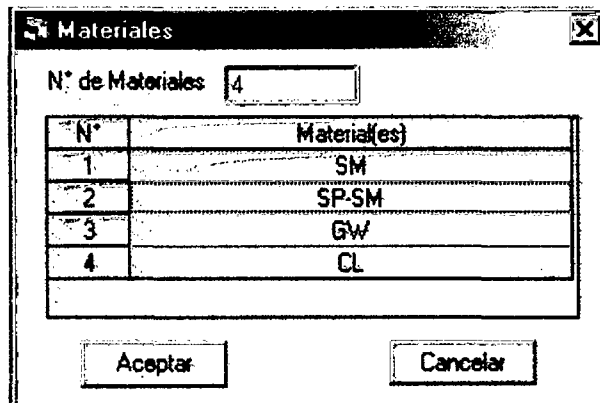 Materiales
N° de Materiales 4
N° Material(es)
1 SM
2 SP-SM
3 GW
4 CL
Aceptar Cancelar